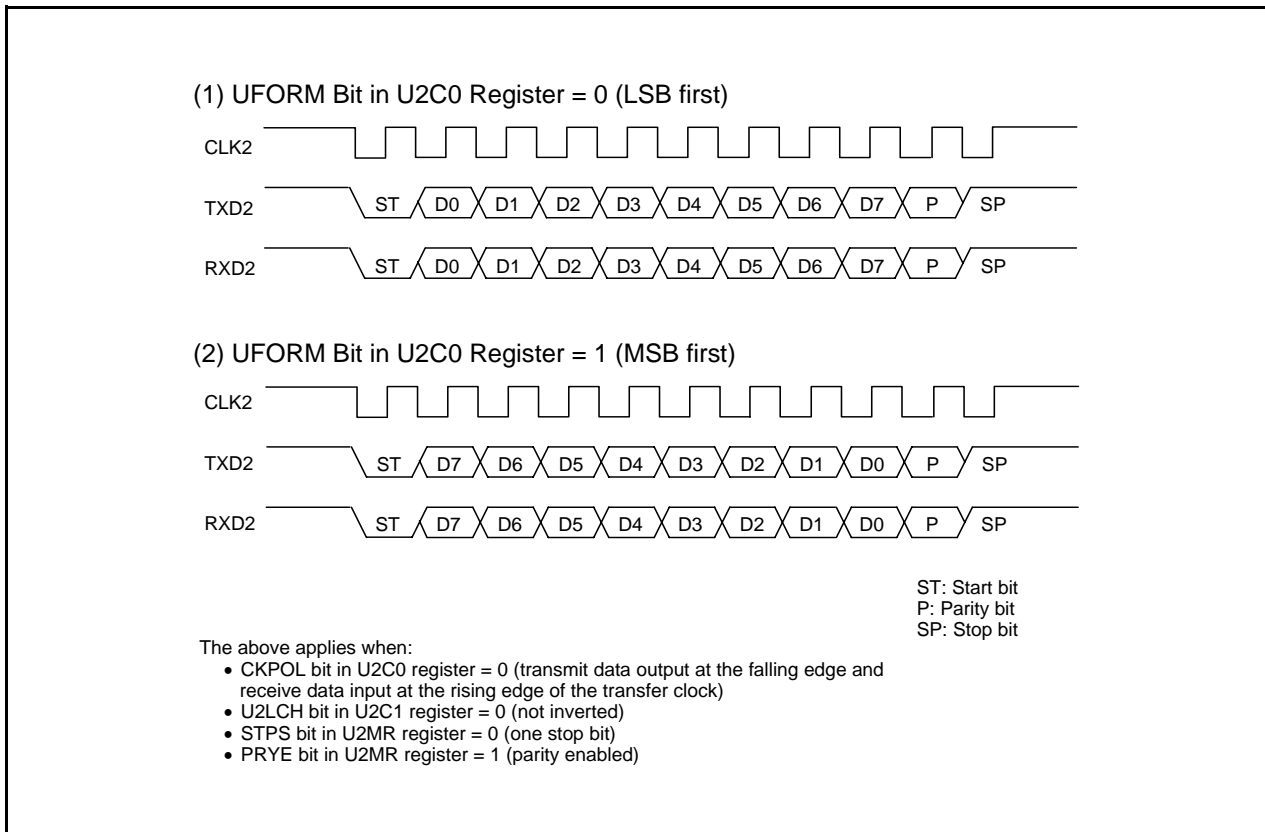 (1) UFORM Bit in U2C0 Register = 0 (LSB first)
CLK2
TXD2 ST D0 D1 D2 D3 D4 D5 D6 D7 P SP
RXD2 ST D0 D1 D2 D3 D4 D5 D6 D7 P SP
(2) UFORM Bit in U2C0 Register = 1 (MSB first)
CLK2
TXD2 ST D7 D6 D5 D4 D3 D2 D1 D0 P SP
RXD2 ST D7 D6 D5 D4 D3 D2 D1 D0 P SP
ST: Start bit
P: Parity bit
SP: Stop bit
The above applies when:
• CKPOL bit in U2C0 register = 0 (transmit data output at the falling edge and
receive data input at the rising edge of the transfer clock)
• U2LCH bit in U2C1 register = 0 (not inverted)
• STPS bit in U2MR register = 0 (one stop bit)
• PRYE bit in U2MR register = 1 (parity enabled)